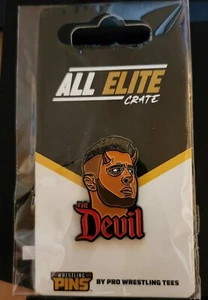 ALL ELITE
CRATE
THE
Devil
WRESTLING
PINS
BY PRO WRESTLING TEES